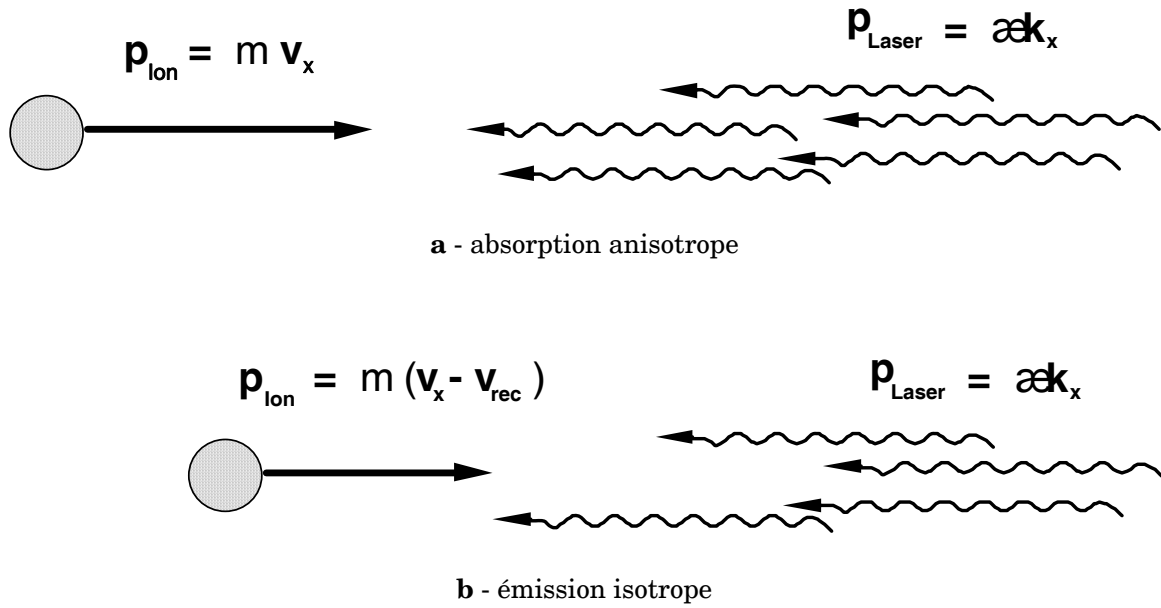 p_Ion = m v_x
p_Laser = æk_x
a - absorption anisotrope
p_Ion = m (v_x - v_rec)
p_Laser = æk_x
b - émission isotrope